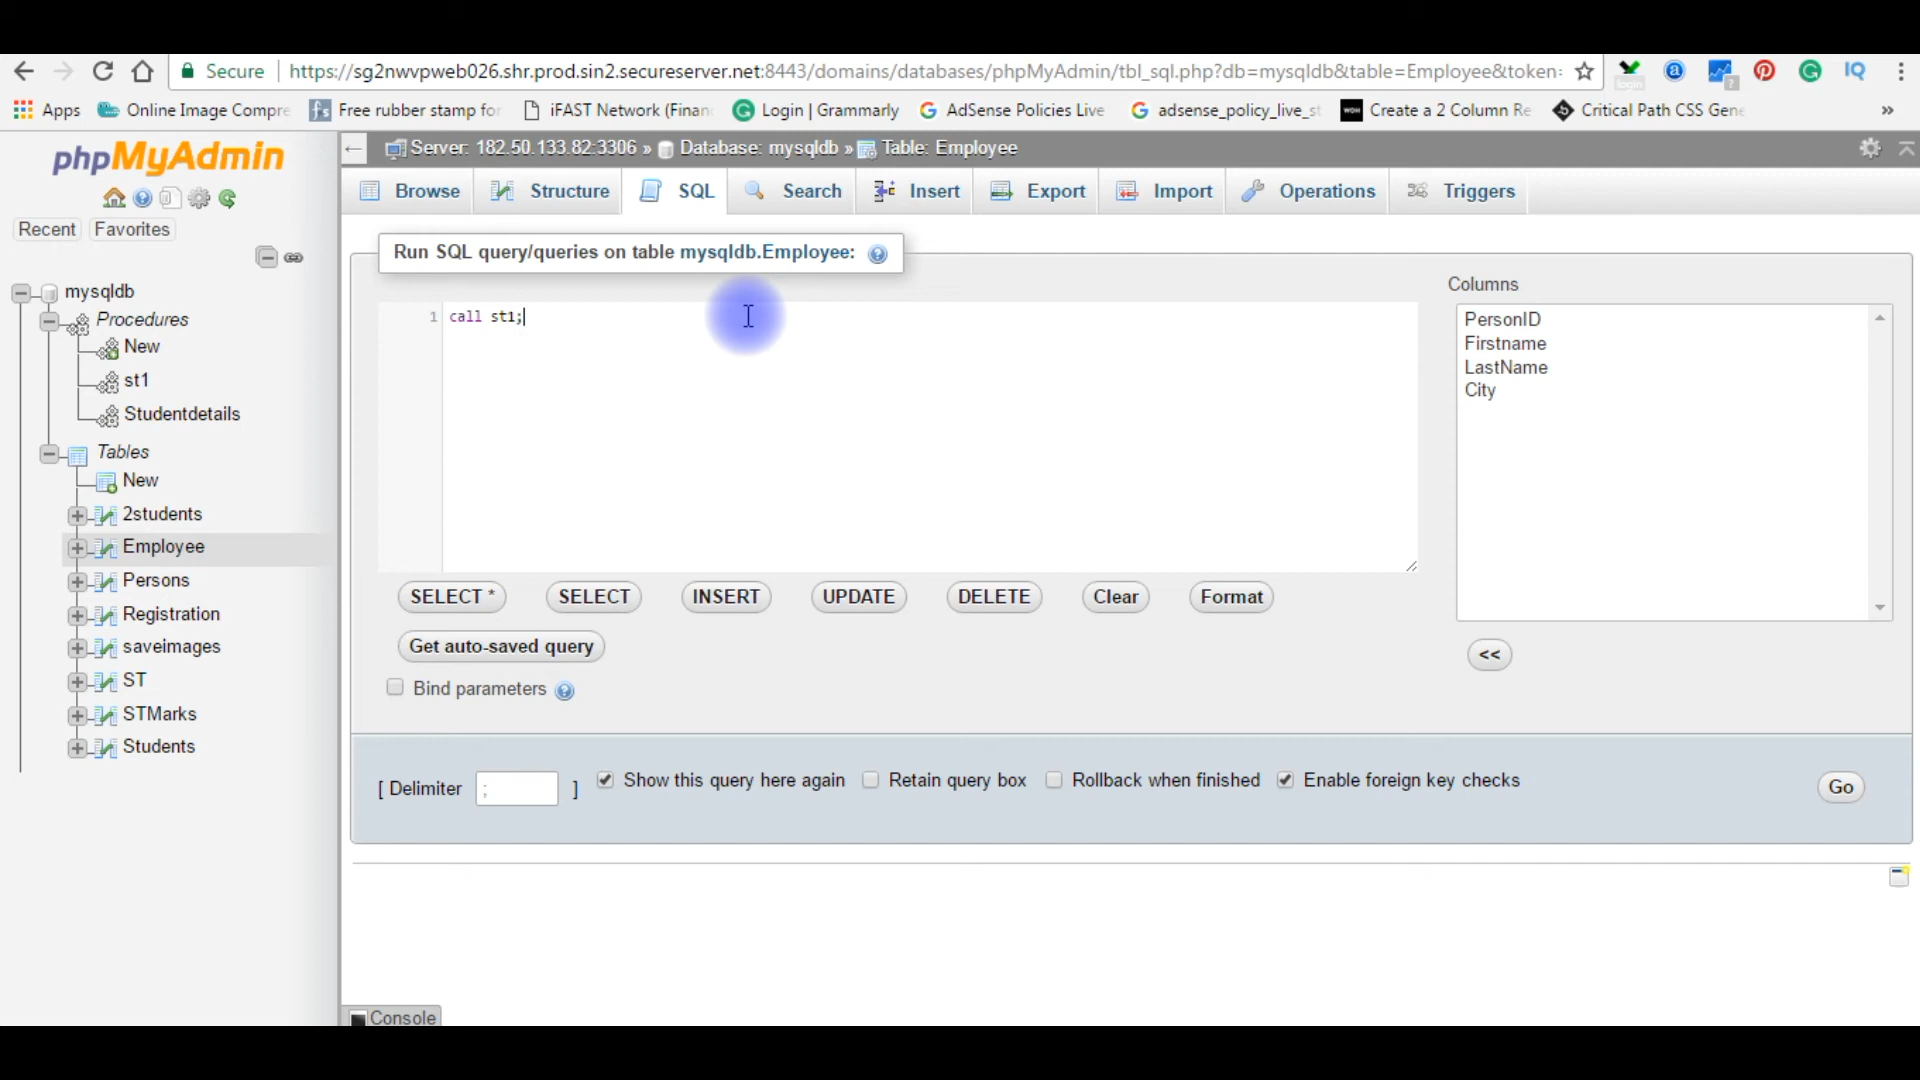 Secure
https://sg2nwvpweb026.shr.prod.sin2.secureserver.net:8443/domains/databases/phpMyAdmin/tbl_sql.php?db=mysqldb&table=Employee&token:
Apps Online Image Compre Free rubber stamp for iFAST Network (Finan Login | Grammarly AdSense Policies Live adsense_policy_live_st Create a 2 Column Re Critical Path CSS Gene »
phpMyAdmin
Recent Favorites
mysqldb
Procedures
New
st1
Studentdetails
Tables
New
2students
Employee
Persons
Registration
saveimages
ST
STMarks
Students
Server: 182.50.133.82:3306 » Database: mysqldb » Table: Employee
Browse Structure SQL Search Insert Export Import Operations Triggers
Run SQL query/queries on table mysqldb.Employee:
1 call st1;
Columns
PersonID
Firstname
LastName
City
<<
SELECT * SELECT INSERT UPDATE DELETE Clear Format
Get auto-saved query
Bind parameters
[ Delimiter ; ] Show this query here again Retain query box Rollback when finished Enable foreign key checks Go
Console